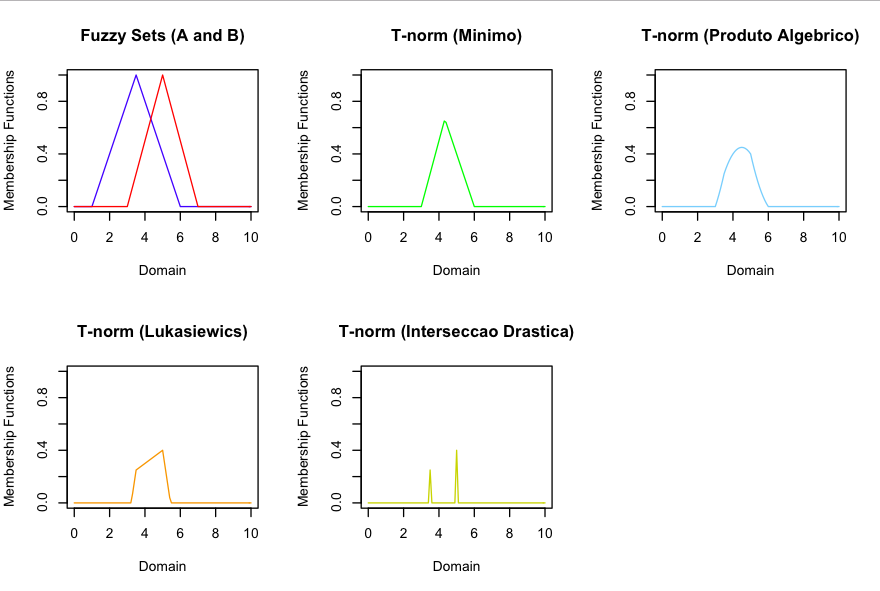 Fuzzy Sets (A and B)
Membership Functions
0.0 0.4 0.8
0 2 4 6 8 10
Domain
T-norm (Minimo)
Membership Functions
0.0 0.4 0.8
0 2 4 6 8 10
Domain
T-norm (Produto Algebrico)
Membership Functions
0.0 0.4 0.8
0 2 4 6 8 10
Domain
T-norm (Lukasiewics)
Membership Functions
0.0 0.4 0.8
0 2 4 6 8 10
Domain
T-norm (Interseccao Drastica)
Membership Functions
0.0 0.4 0.8
0 2 4 6 8 10
Domain